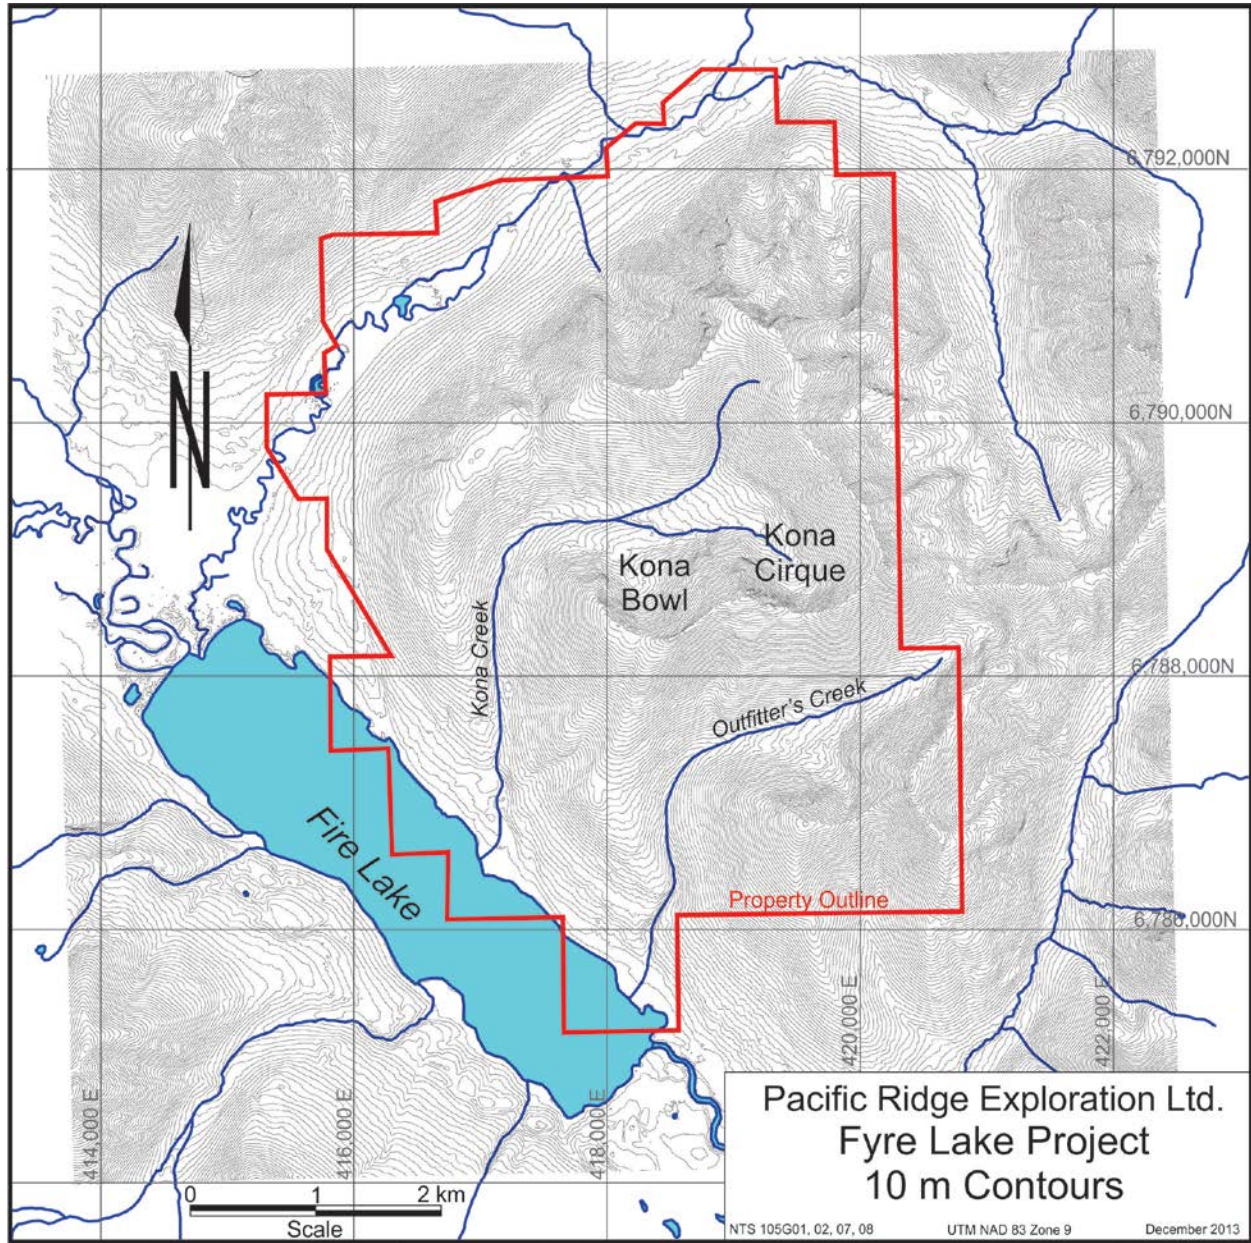 6,792,000N
N
6,790,000N
Kona
Cirque
Kona
Bowl
Kona Creek
6,788,000N
Outfitter's Creek
Fire Lake
Property Outline
6,786,000N
414,000 E
416,000 E
418,000 E
420,000 E
422,000 E
0 1 2 km
Scale
Pacific Ridge Exploration Ltd.
Fyre Lake Project
10 m Contours
NTS 105G01, 02, 07, 08 UTM NAD 83 Zone 9 December 2013